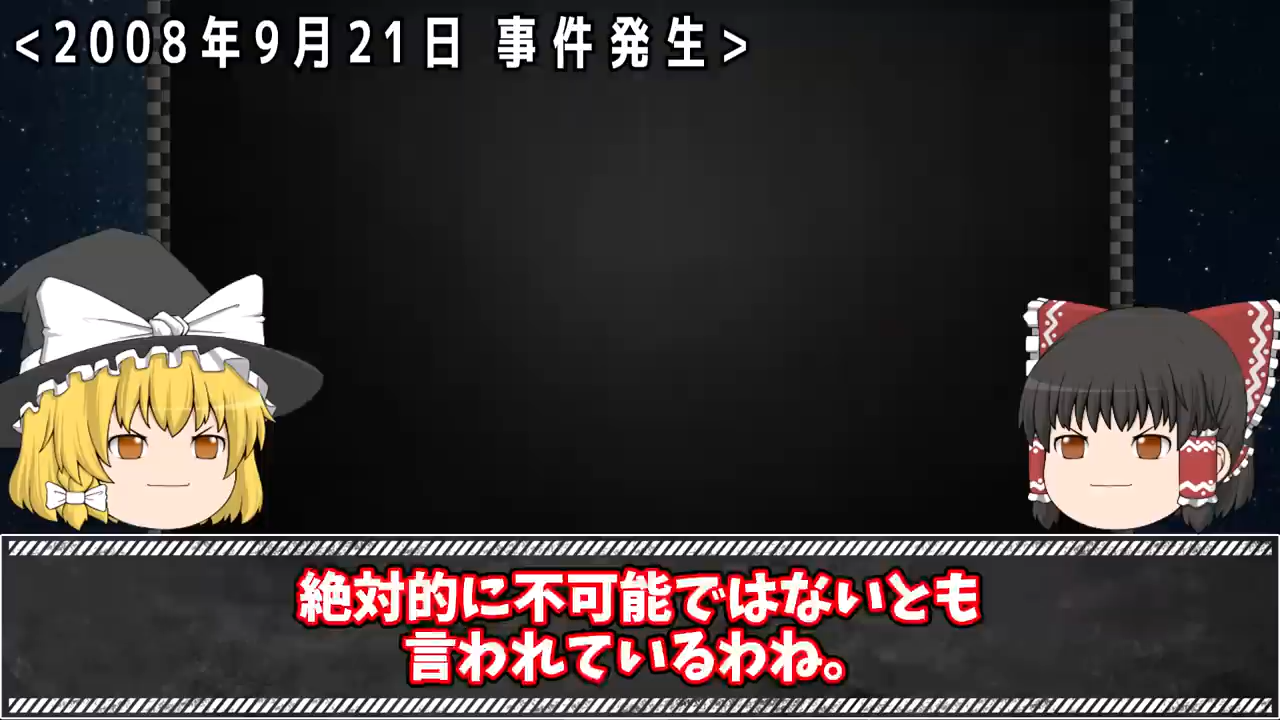 <2008年9月21日 事件発生>
絶対的に不可能ではないとも
言われているわね。